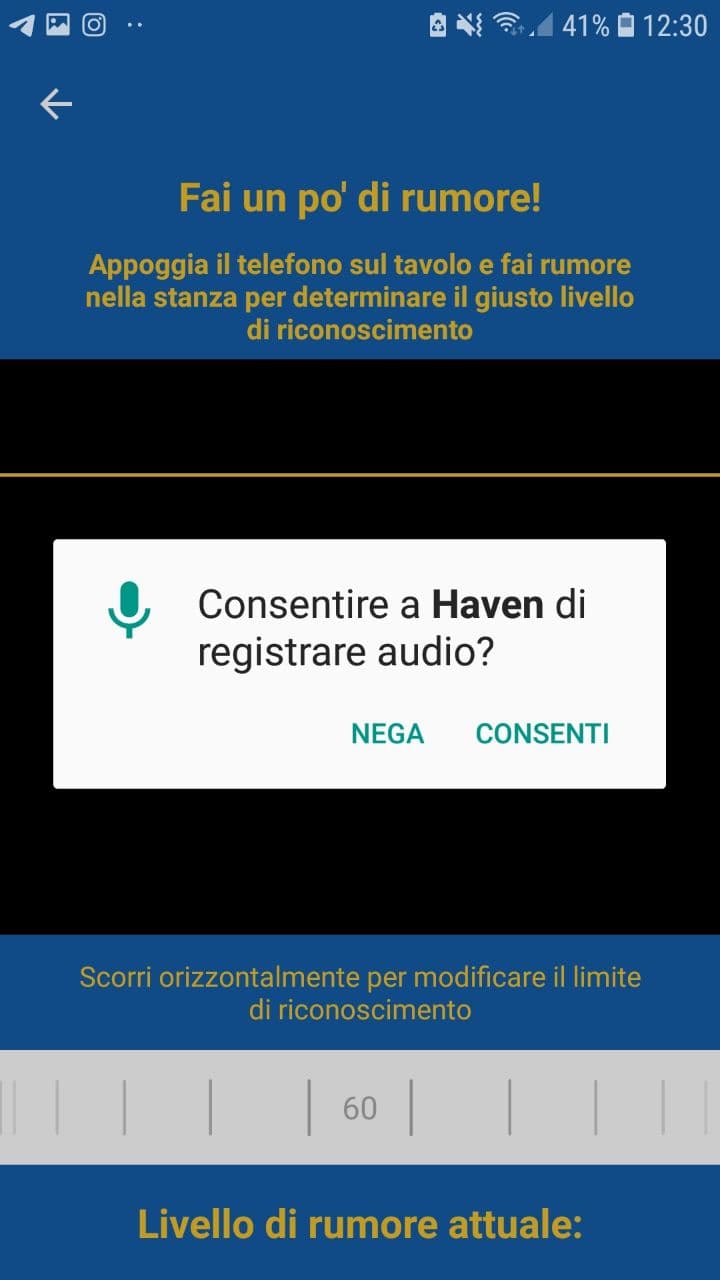 41% 12:30
Fai un po' di rumore!
Appoggia il telefono sul tavolo e fai rumore
nella stanza per determinare il giusto livello
di riconoscimento
Consentire a Haven di
registrare audio?
NEGA CONSENTI
Scorri orizzontalmente per modificare il limite
di riconoscimento
60
Livello di rumore attuale: